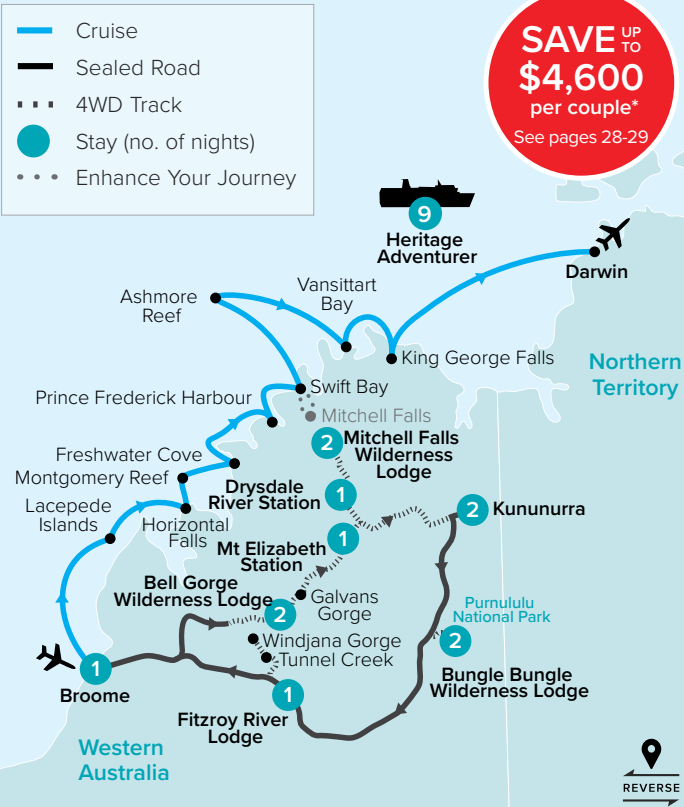 Cruise
Sealed Road
4WD Track
Stay (no. of nights)
Enhance Your Journey
SAVE UP TO
$4,600
per couple*
See pages 28-29
9
Heritage
Adventurer
Darwin
Vansittart
Bay
Ashmore
Reef
King George Falls
Northern
Territory
Swift Bay
Prince Frederick Harbour
Mitchell Falls
2
Mitchell Falls
Wilderness
Lodge
Freshwater Cove
Montgomery Reef
Drysdale
River Station
1
2
Kununurra
Lacepede
Islands
Horizontal
Falls
Mt Elizabeth
Station
1
Bell Gorge
Wilderness Lodge
2
Galvans
Gorge
Purnululu
National Park
2
Windjana Gorge
Tunnel Creek
1
Broome
Bungle Bungle
Wilderness Lodge
1
Fitzroy River
Lodge
Western
Australia
REVERSE